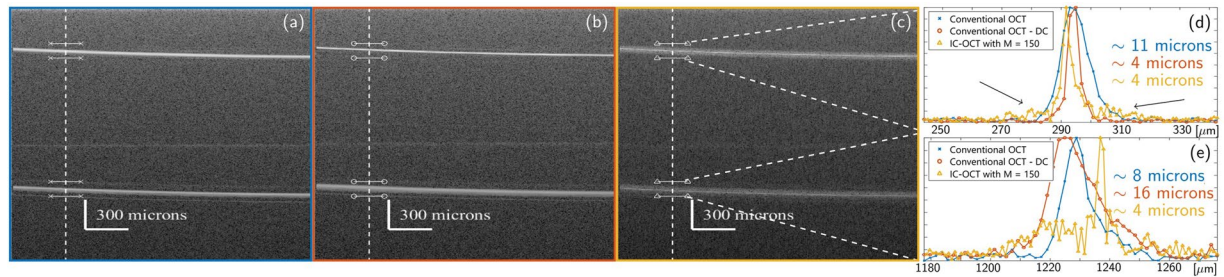 (a)
300 microns
(b)
300 microns
(c)
300 microns
(d)
Conventional OCT
Conventional OCT - DC
IC-OCT with M = 150
~ 11 microns
~ 4 microns
~ 4 microns
250 270 290 310 330 [μm]
(e)
Conventional OCT
Conventional OCT - DC
IC-OCT with M = 150
~ 8 microns
~ 16 microns
~ 4 microns
1180 1200 1220 1240 1260 [μm]